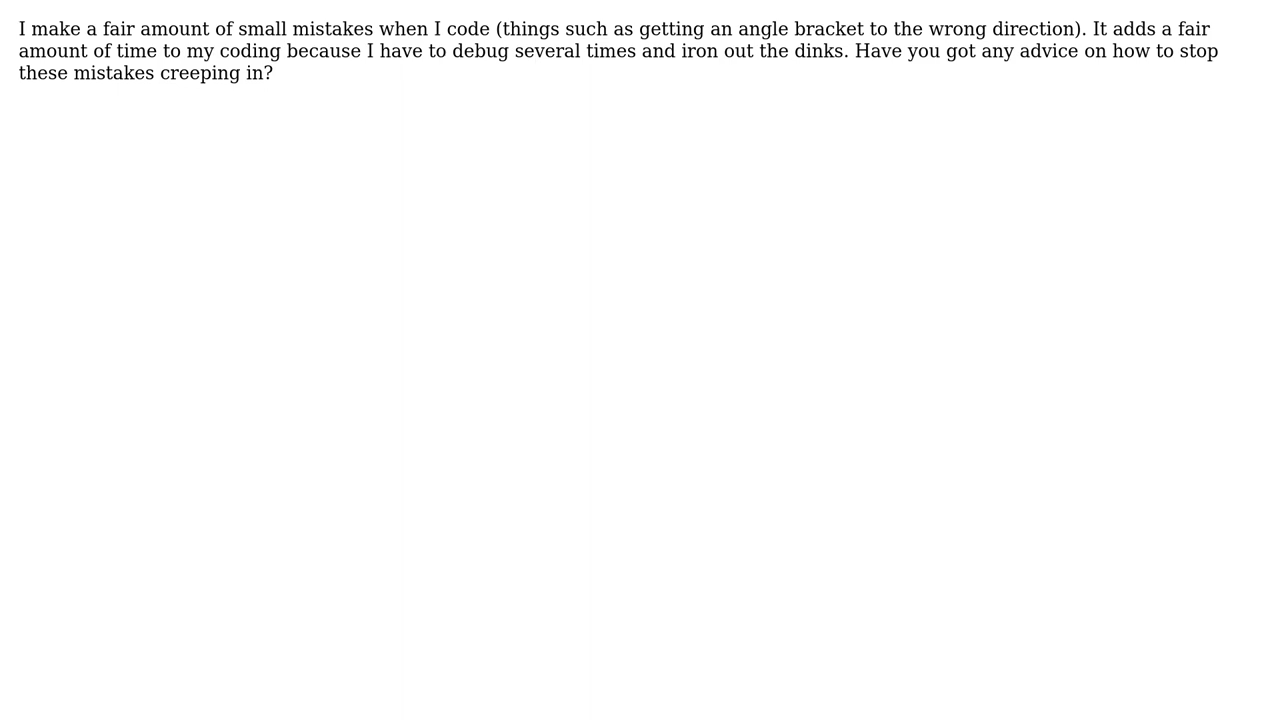 I make a fair amount of small mistakes when I code (things such as getting an angle bracket to the wrong direction). It adds a fair
amount of time to my coding because I have to debug several times and iron out the dinks. Have you got any advice on how to stop
these mistakes creeping in?